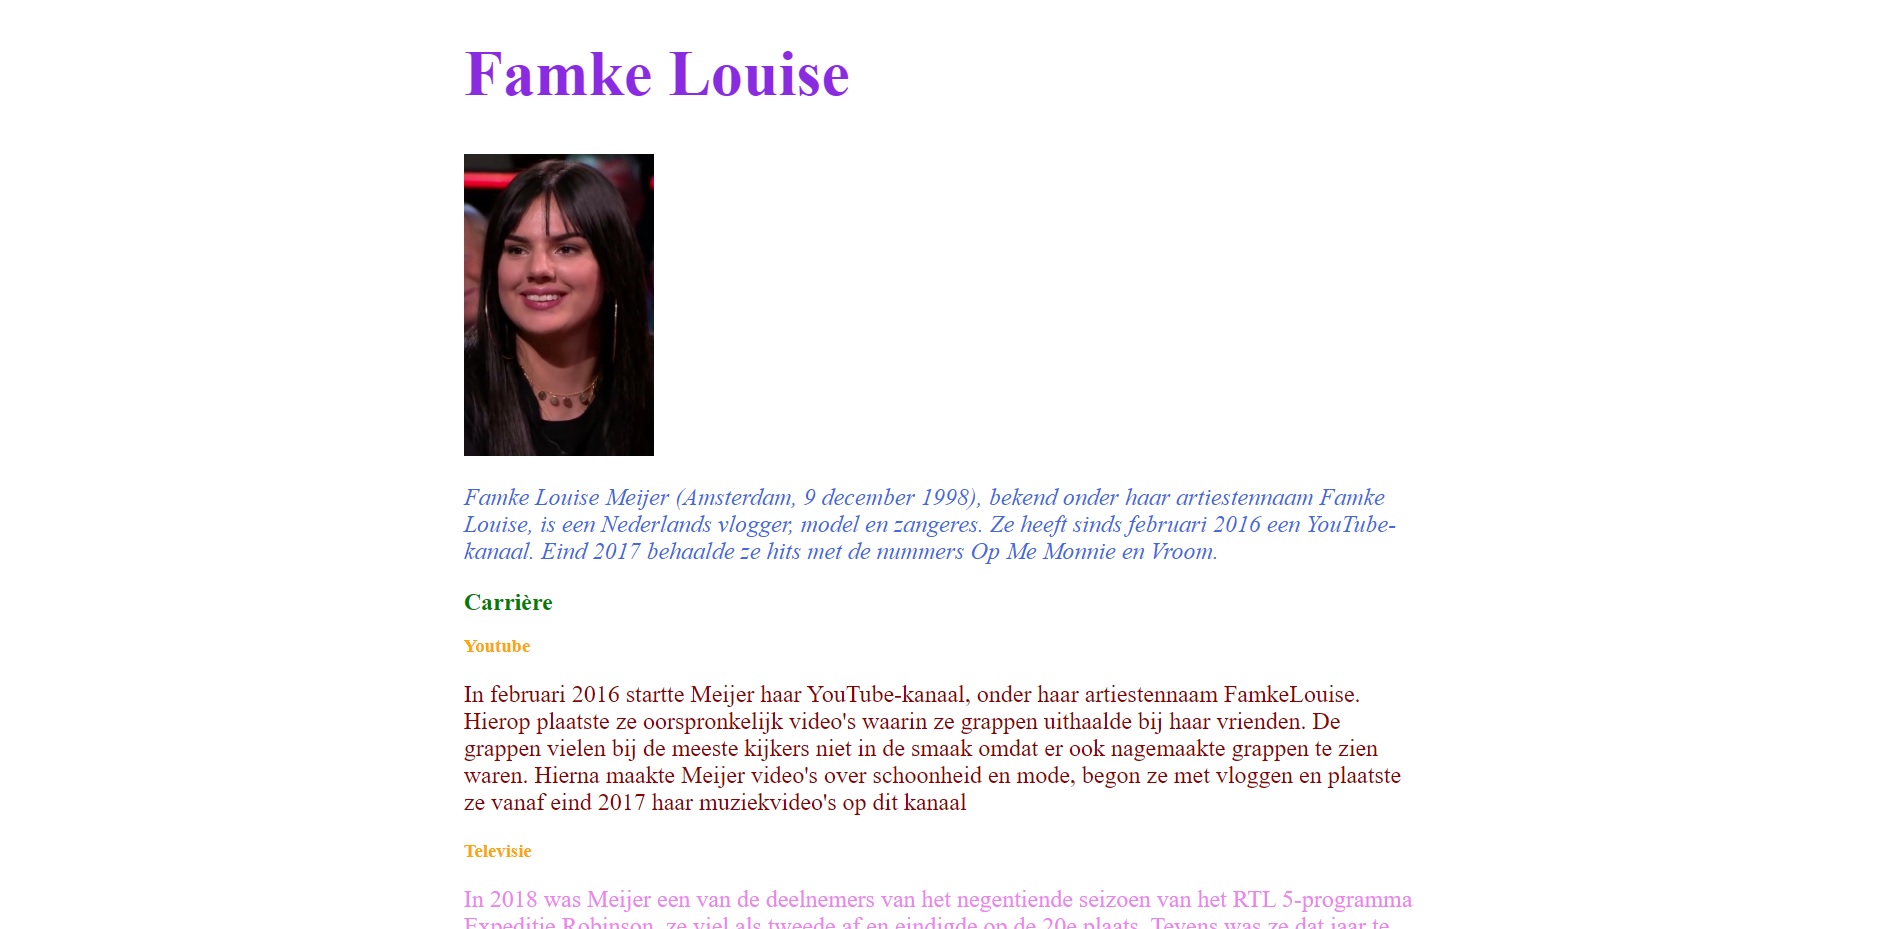 Famke Louise
Famke Louise Meijer (Amsterdam, 9 december 1998), bekend onder haar artiestennaam Famke
Louise, is een Nederlands vlogger, model en zangeres. Ze heeft sinds februari 2016 een YouTube-
kanaal. Eind 2017 behaalde ze hits met de nummers Op Me Monnie en Vroom.
Carrière
Youtube
In februari 2016 startte Meijer haar YouTube-kanaal, onder haar artiestennaam FamkeLouise.
Hierop plaatste ze oorspronkelijk video's waarin ze grappen uithaalde bij haar vrienden. De
grappen vielen bij de meeste kijkers niet in de smaak omdat er ook nagemaakte grappen te zien
waren. Hierna maakte Meijer video's over schoonheid en mode, begon ze met vloggen en plaatste
ze vanaf eind 2017 haar muziekvideo's op dit kanaal
Televisie
In 2018 was Meijer een van de deelnemers van het negentiende seizoen van het RTL 5-programma
Expeditie Robinson, ze viel als tweede af en eindigde op de 20e plaats. Tevens was ze dat jaar te